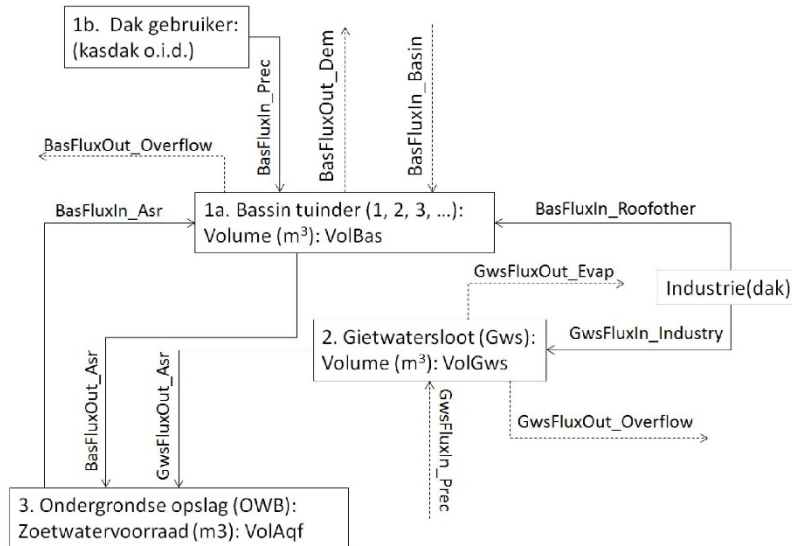 1b. Dak gebruiker:
(kasdak o.i.d.)
BasFluxIn_Prec
BasFluxOut_Dem
BasFluxIn_Basin
BasFluxOut_Overflow
BasFluxIn_Asr
1a. Bassin tuinder (1, 2, 3, ...):
Volume (m³): VolBas
BasFluxIn_Roofother
GwsFluxOut_Evap
Industrie(dak)
2. Gietwatersloot (Gws):
Volume (m³): VolGws
GwsFluxIn_Industry
BasFluxOut_Asr
GwsFluxOut_Asr
GwsFluxIn_Prec
GwsFluxOut_Overflow
3. Ondergrondse opslag (OWB):
Zoetwatervoorraad (m3): VolAqf